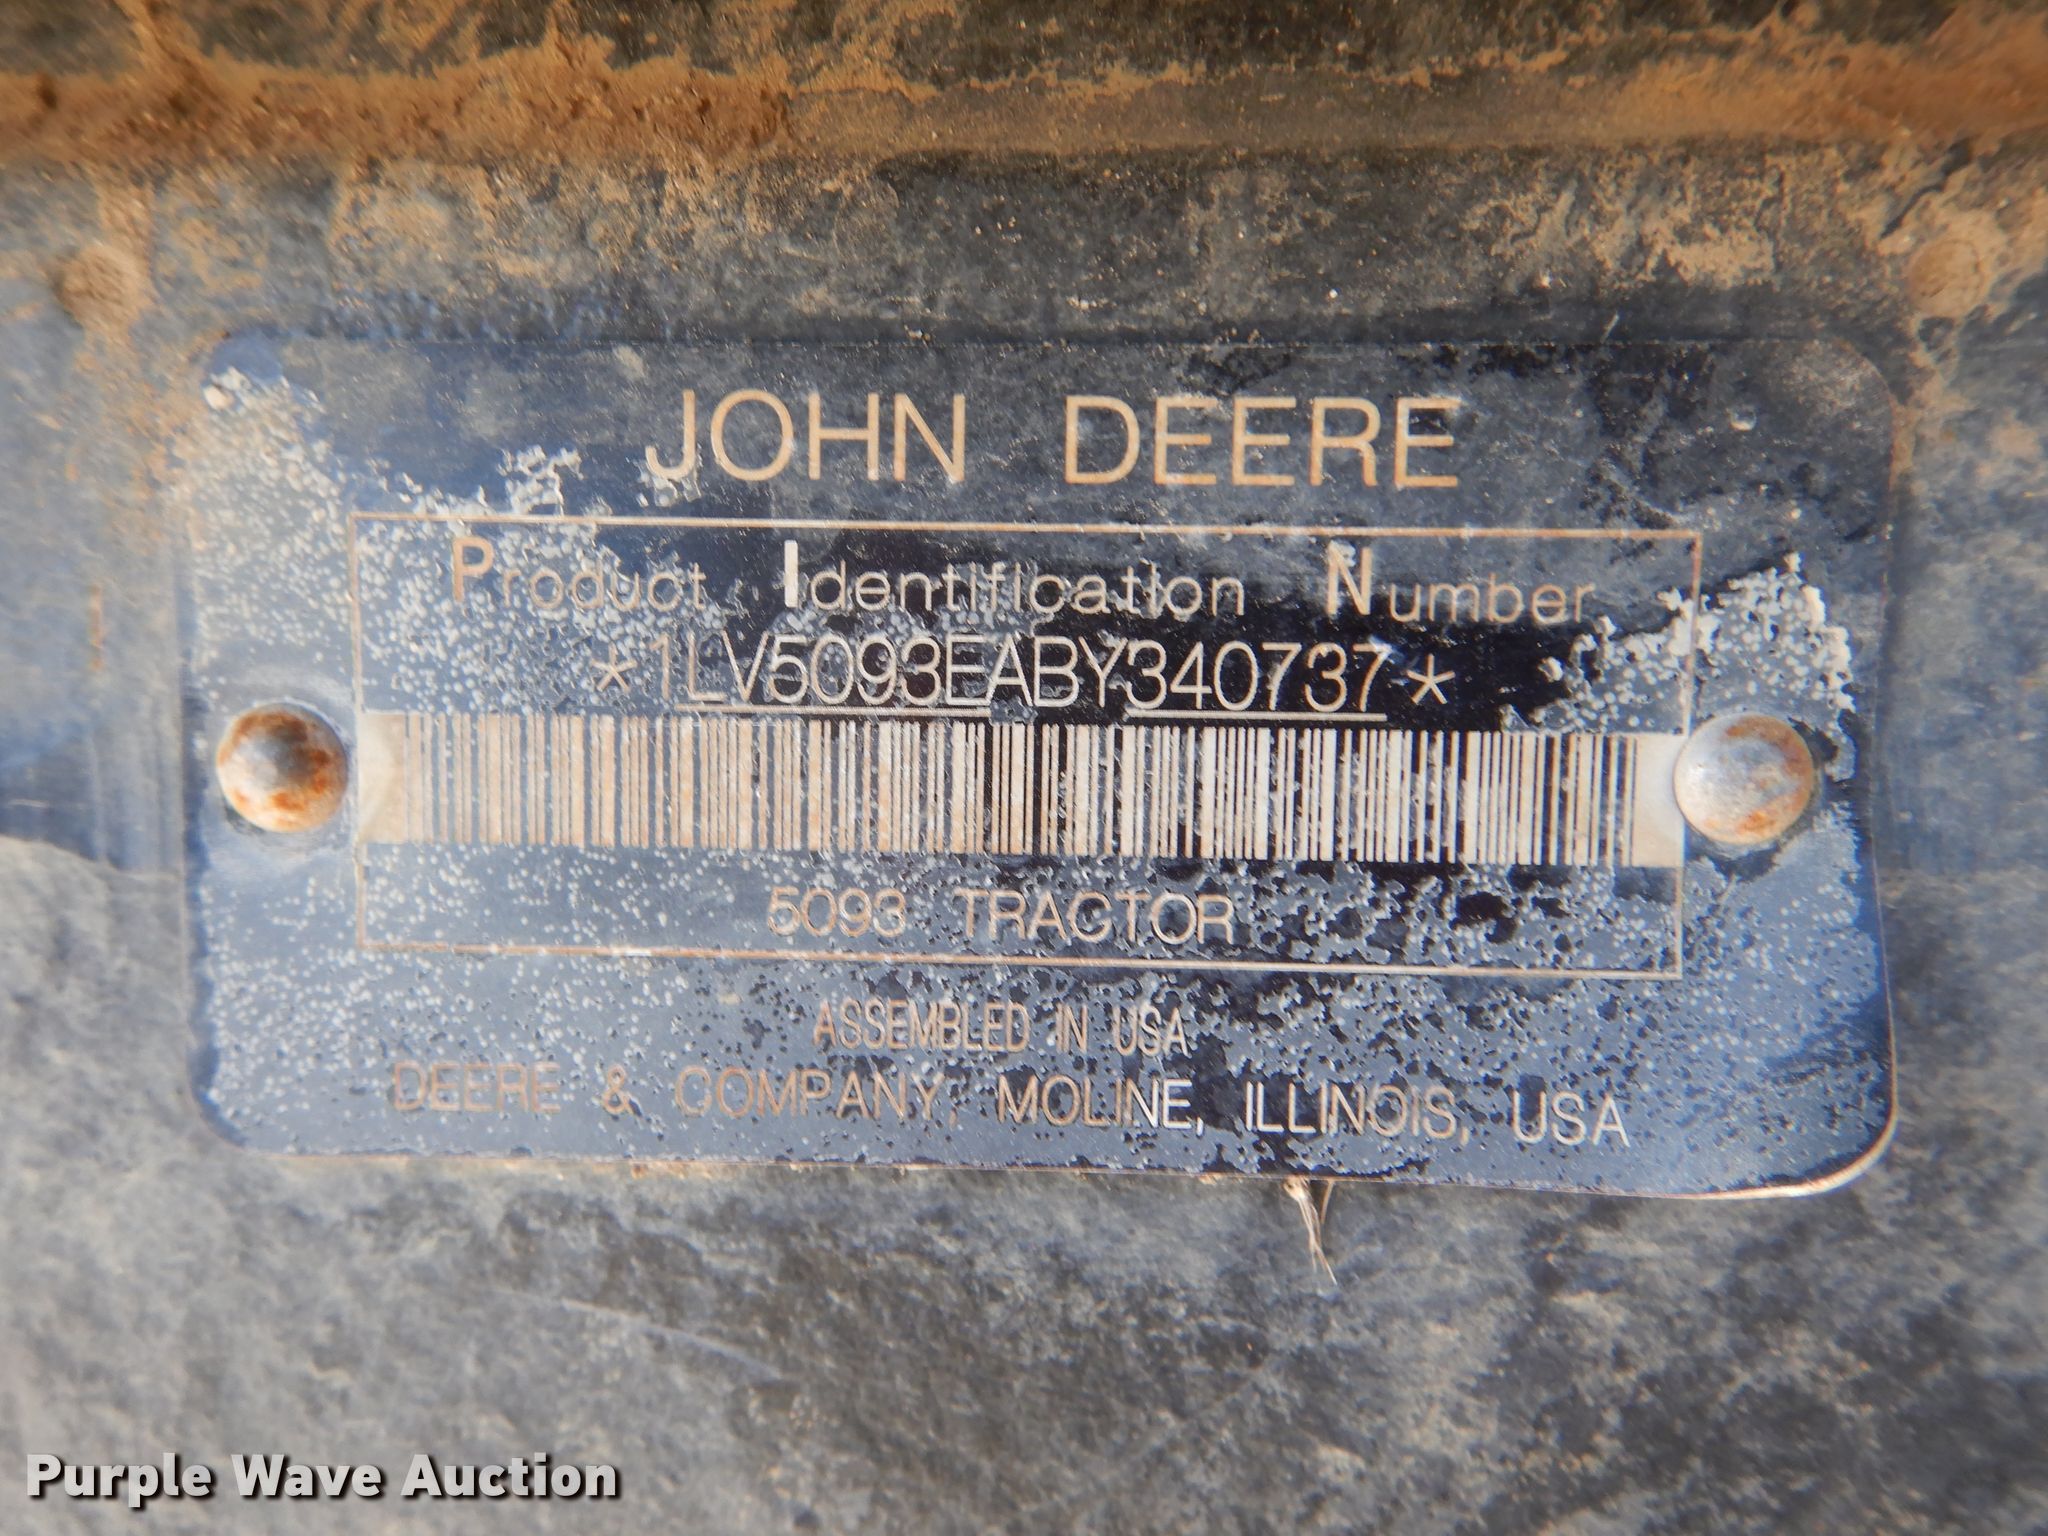 JOHN DEERE
Product Identification Number
*1LV5093EABY340737*
5093 TRACTOR
ASSEMBLED IN USA
DEERE & COMPANY, MOLINE, ILLINOIS, USA
Purple Wave Auction